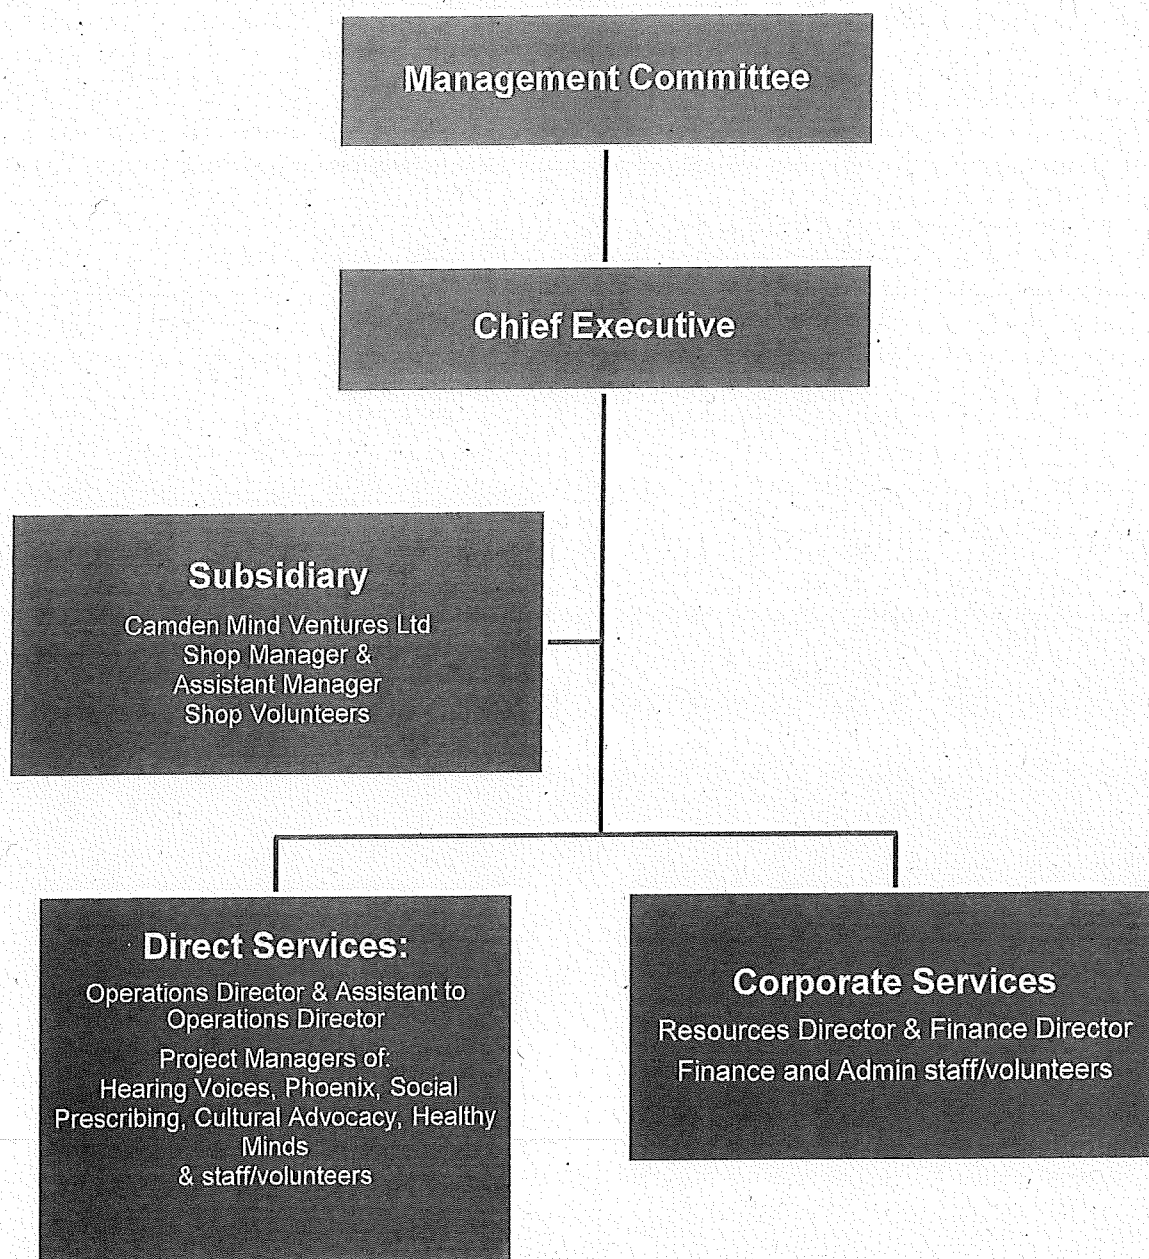 Management Committee
Chief Executive
Subsidiary
Camden Mind Ventures Ltd
Shop Manager &
Assistant Manager
Shop Volunteers
Direct Services:
Operations Director & Assistant to
Operations Director
Project Managers of:
Hearing Voices, Phoenix, Social
Prescribing, Cultural Advocacy, Healthy
Minds
& staff/volunteers
Corporate Services
Resources Director & Finance Director
Finance and Admin staff/volunteers